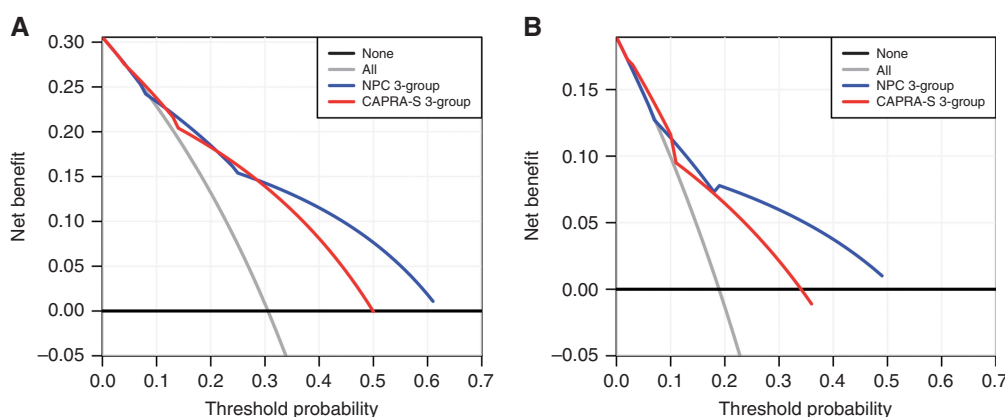 A
Net benefit
0.30
0.25
0.20
0.15
0.10
0.05
0.00
−0.05
0.0 0.1 0.2 0.3 0.4 0.5 0.6 0.7
Threshold probability
None
All
NPC 3-group
CAPRA-S 3-group
B
Net benefit
0.15
0.10
0.05
0.00
−0.05
0.0 0.1 0.2 0.3 0.4 0.5 0.6 0.7
Threshold probability
None
All
NPC 3-group
CAPRA-S 3-group